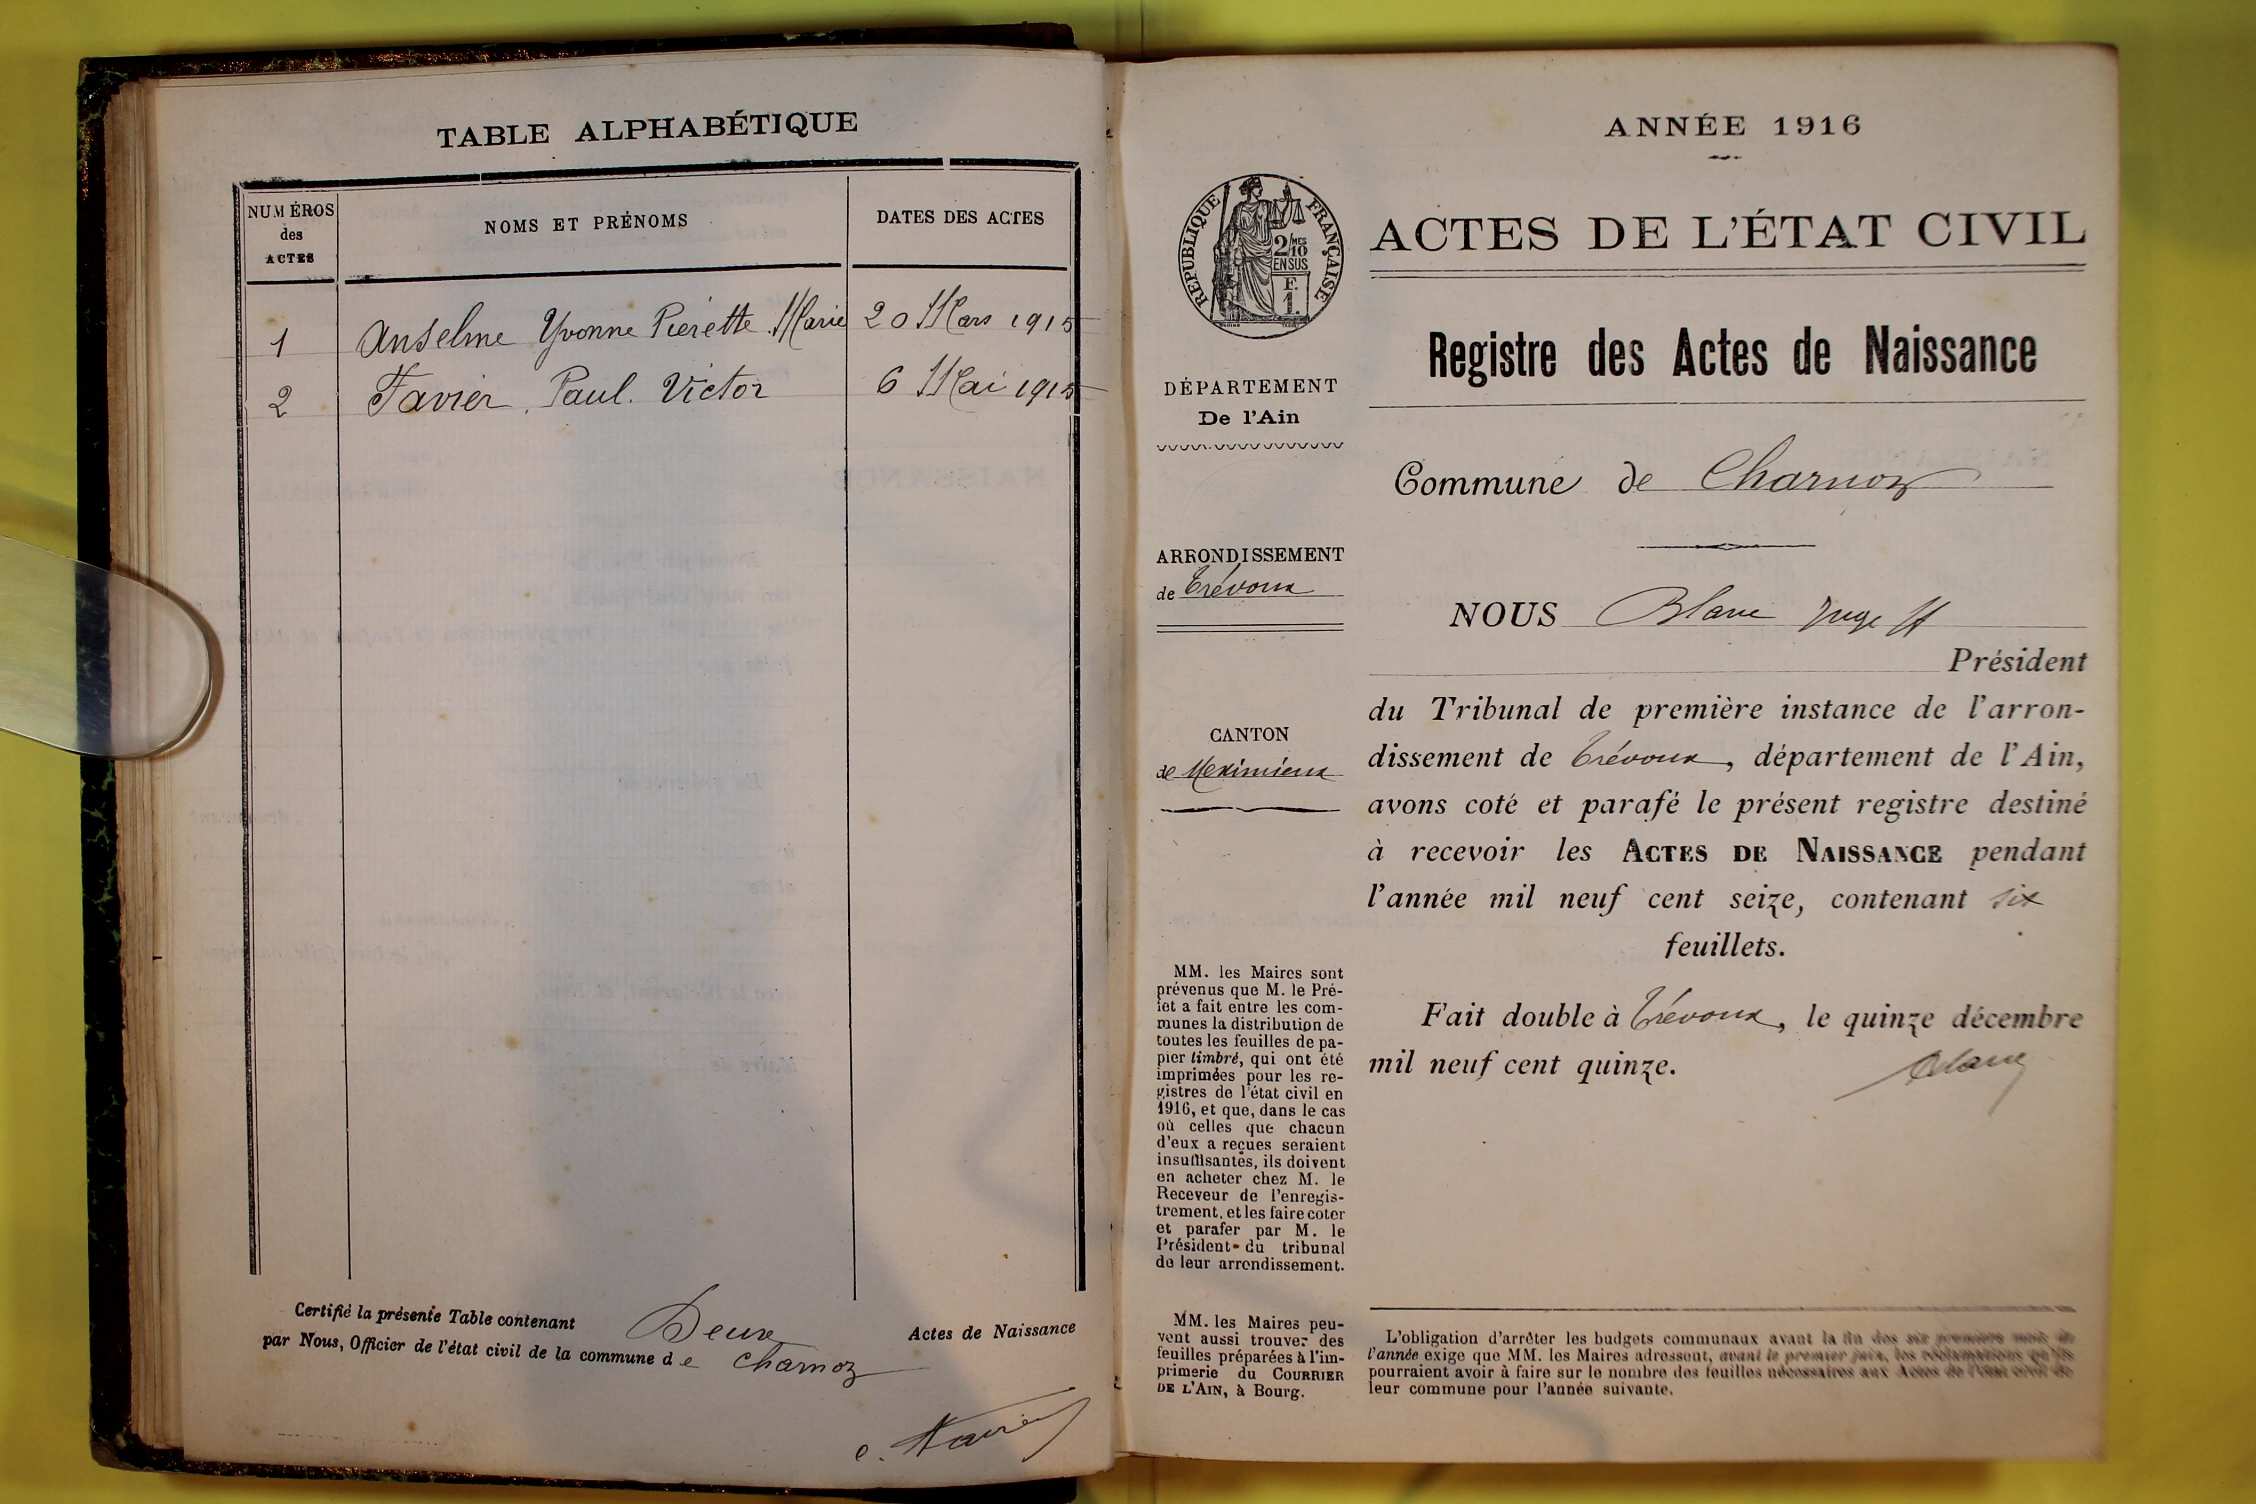 TABLE ALPHABÉTIQUE
NUMÉROS
des
ACTES
NOMS ET PRÉNOMS
DATES DES ACTES
1 Anselme Yvonne Pierette Marie 20 Mars 1915
2 Favier Paul Victor 6 Mai 1915
Certifié la présente Table contenant Deux Actes de Naissance
par Nous, Officier de l'état civil de la commune de Charnoz
ANNÉE 1916
RÉPUBLIQUE FRANÇAISE
2/10 MES
EN SUS
F.
1.
DÉPARTEMENT
De l'Ain
ARRONDISSEMENT
de Trévoux
CANTON
de Meximieux
MM. les Maires sont
prévenus que M. le Pré-
fet a fait entre les com-
munes la distribution de
toutes les feuilles de pa-
pier timbré, qui ont été
imprimées pour les re-
gistres de l'état civil en
1916, et que, dans le cas
où celles que chacun
d'eux a reçues seraient
insuffisantes, ils doivent
en acheter chez M. le
Receveur de l'enregis-
trement, et les faire coter
et parafer par M. le
Président du tribunal
de leur arrondissement.
MM. les Maires peu-
vent aussi trouver des
feuilles préparées à l'im-
primerie du COURRIER
DE L'AIN, à Bourg.
ACTES DE L'ÉTAT CIVIL
Registre des Actes de Naissance
Commune de Charnoz
NOUS Blanc Juge
Président
du Tribunal de première instance de l'arron-
dissement de Trévoux, département de l'Ain,
avons coté et parafé le présent registre destiné
à recevoir les ACTES DE NAISSANCE pendant
l'année mil neuf cent seize, contenant six
feuillets.
Fait double à Trévoux, le quinze décembre
mil neuf cent quinze.
Blanc
L'obligation d'arrêter les budgets communaux avant la fin des six premiers mois de
l'année exige que MM. les Maires adressent, avant le premier juin, les réclamations qu'ils
pourraient avoir à faire sur le nombre des feuilles nécessaires aux Actes de l'état civil de
leur commune pour l'année suivante.